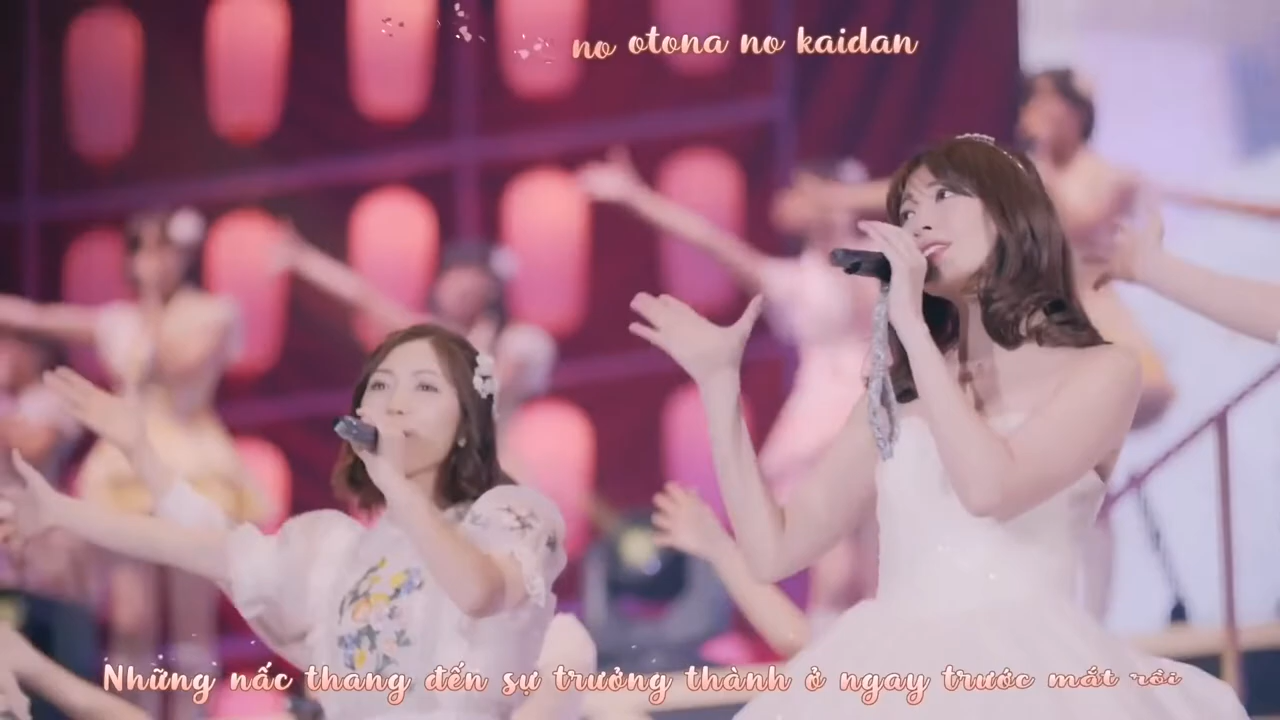 no otona no kaidan
Những nấc thang đến sự trưởng thành ở ngay trước mắt rồi